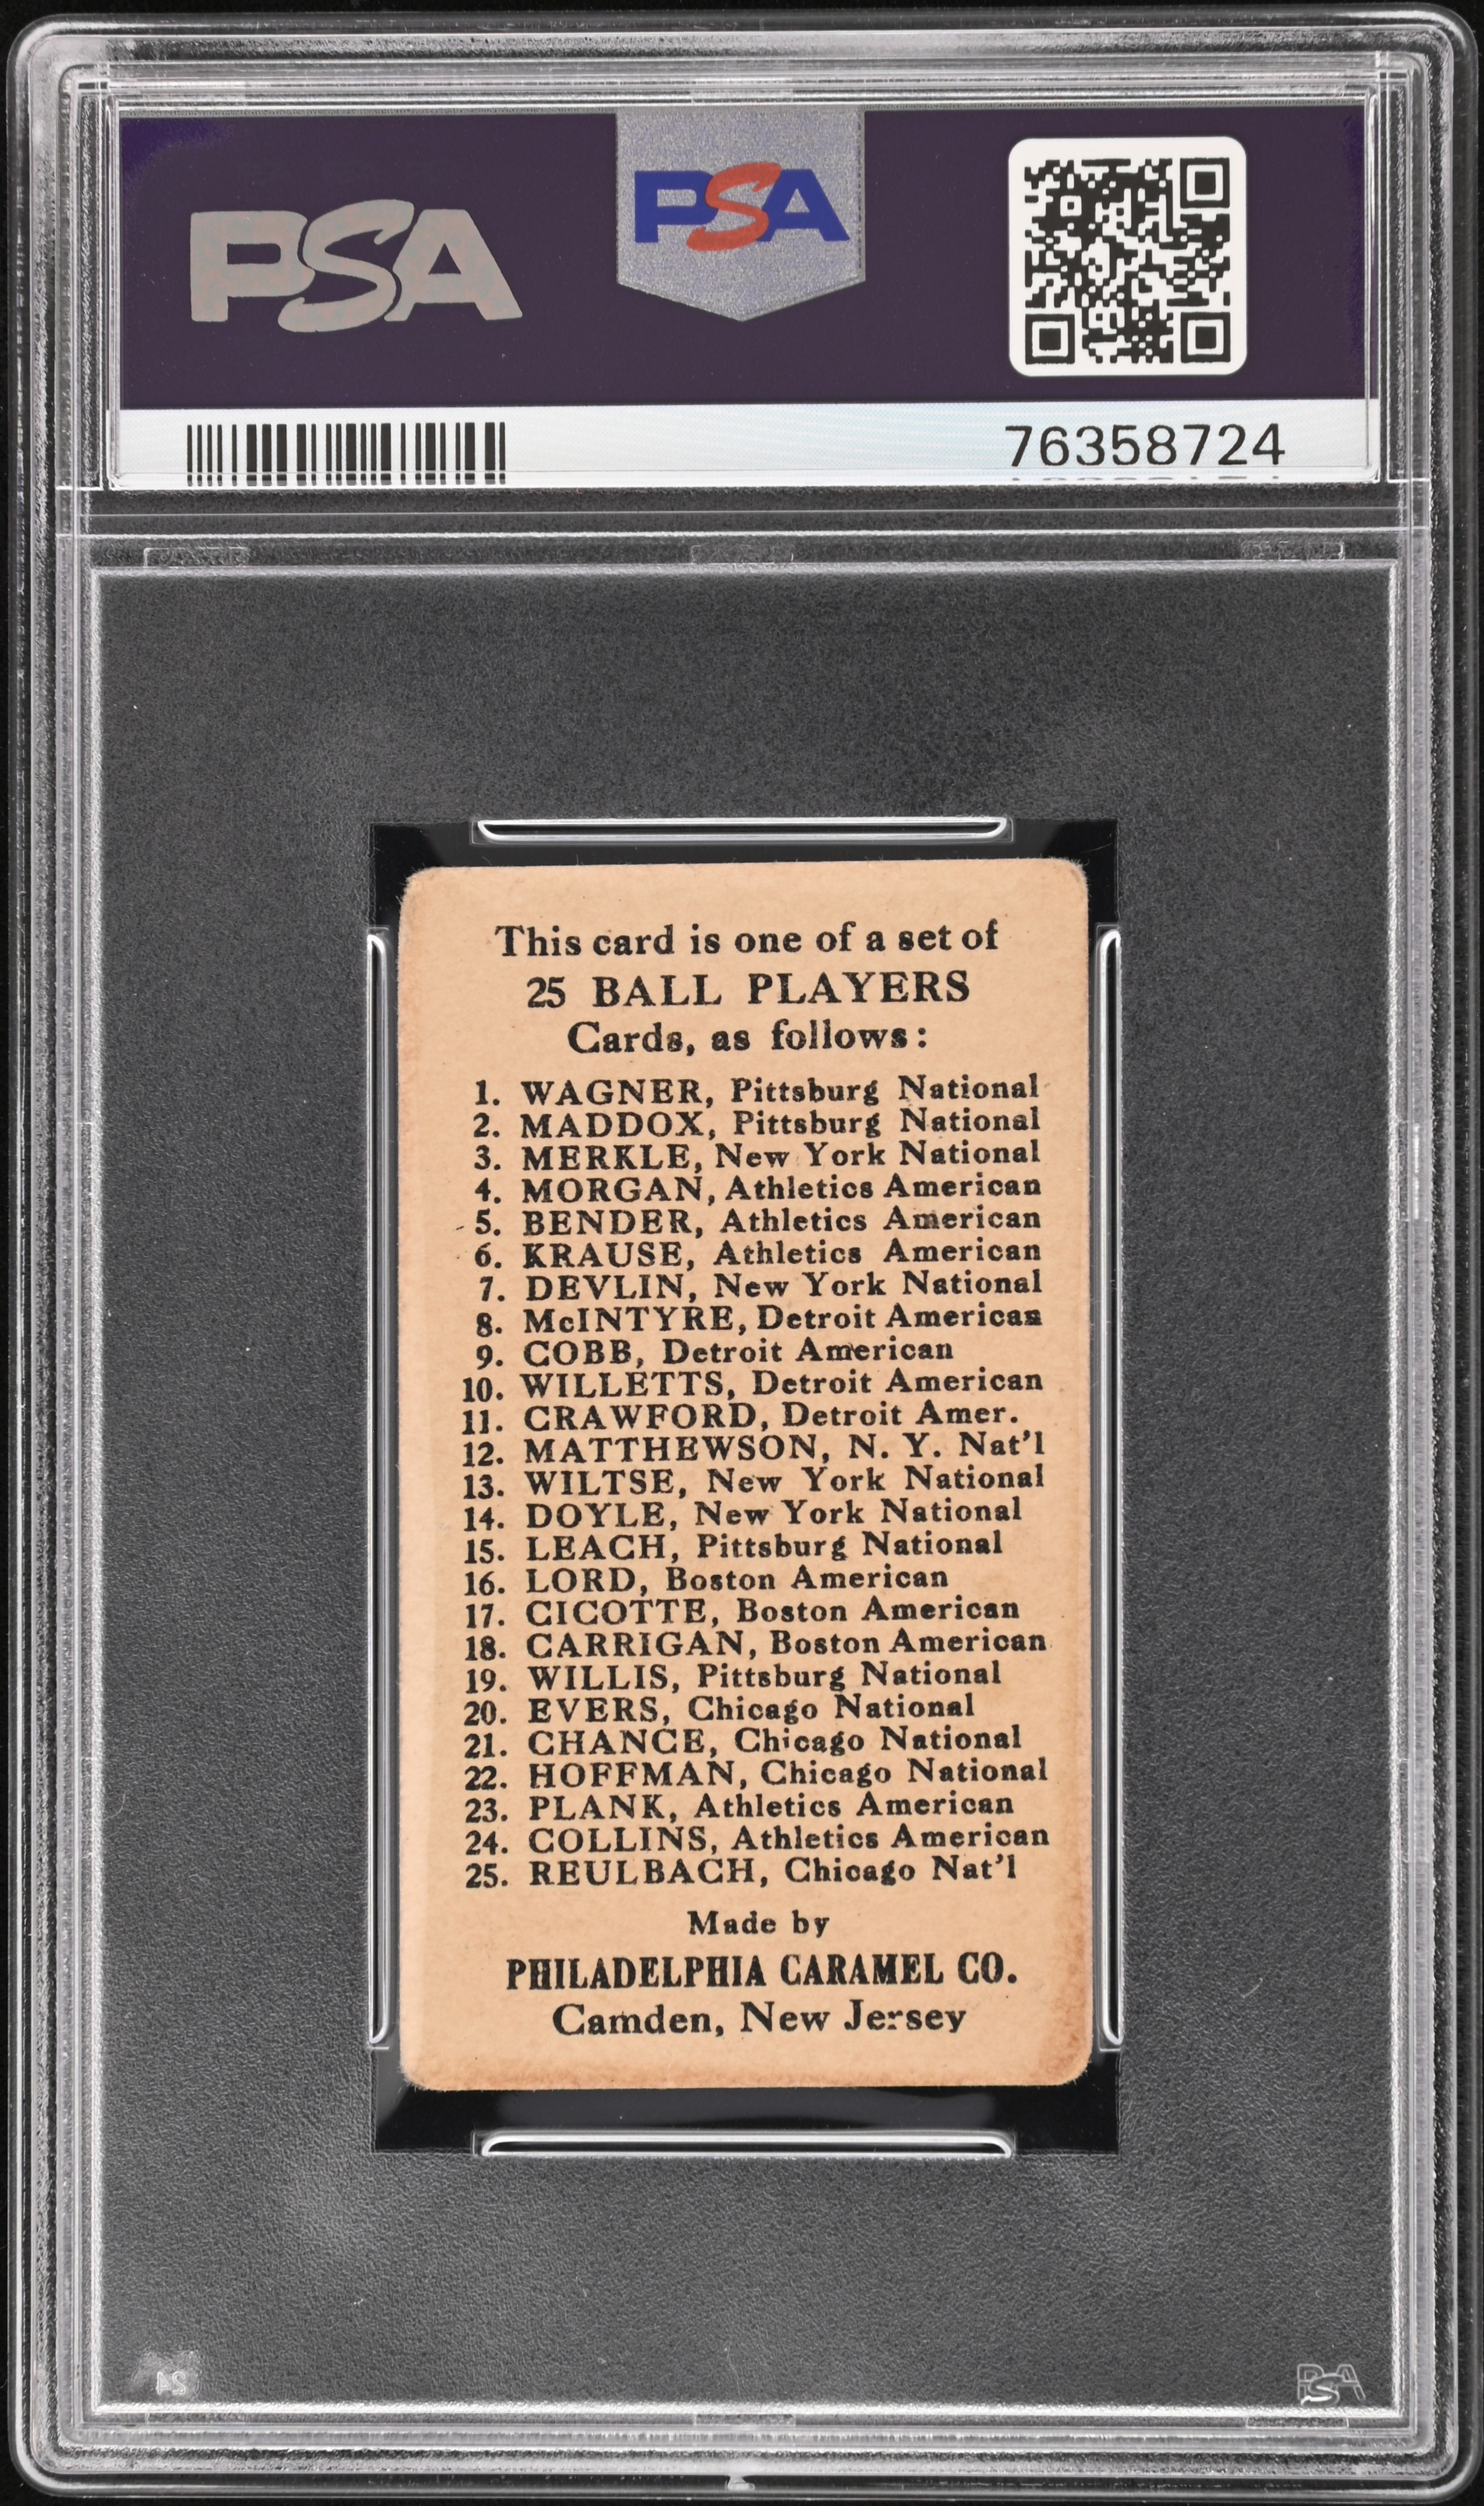 PSA
PSA
76358724
This card is one of a set of
25 BALL PLAYERS
Cards, as follows:
1. WAGNER, Pittsburg National
2. MADDOX, Pittsburg National
3. MERKLE, New York National
4. MORGAN, Athletics American
5. BENDER, Athletics American
6. KRAUSE, Athletics American
7. DEVLIN, New York National
8. McINTYRE, Detroit American
9. COBB, Detroit American
10. WILLETTS, Detroit American
11. CRAWFORD, Detroit Amer.
12. MATTHEWSON, N. Y. Nat'l
13. WILTSE, New York National
14. DOYLE, New York National
15. LEACH, Pittsburg National
16. LORD, Boston American
17. CICOTTE, Boston American
18. CARRIGAN, Boston American
19. WILLIS, Pittsburg National
20. EVERS, Chicago National
21. CHANCE, Chicago National
22. HOFFMAN, Chicago National
23. PLANK, Athletics American
24. COLLINS, Athletics American
25. REULBACH, Chicago Nat'l
Made by
PHILADELPHIA CARAMEL CO.
Camden, New Jersey
PSA